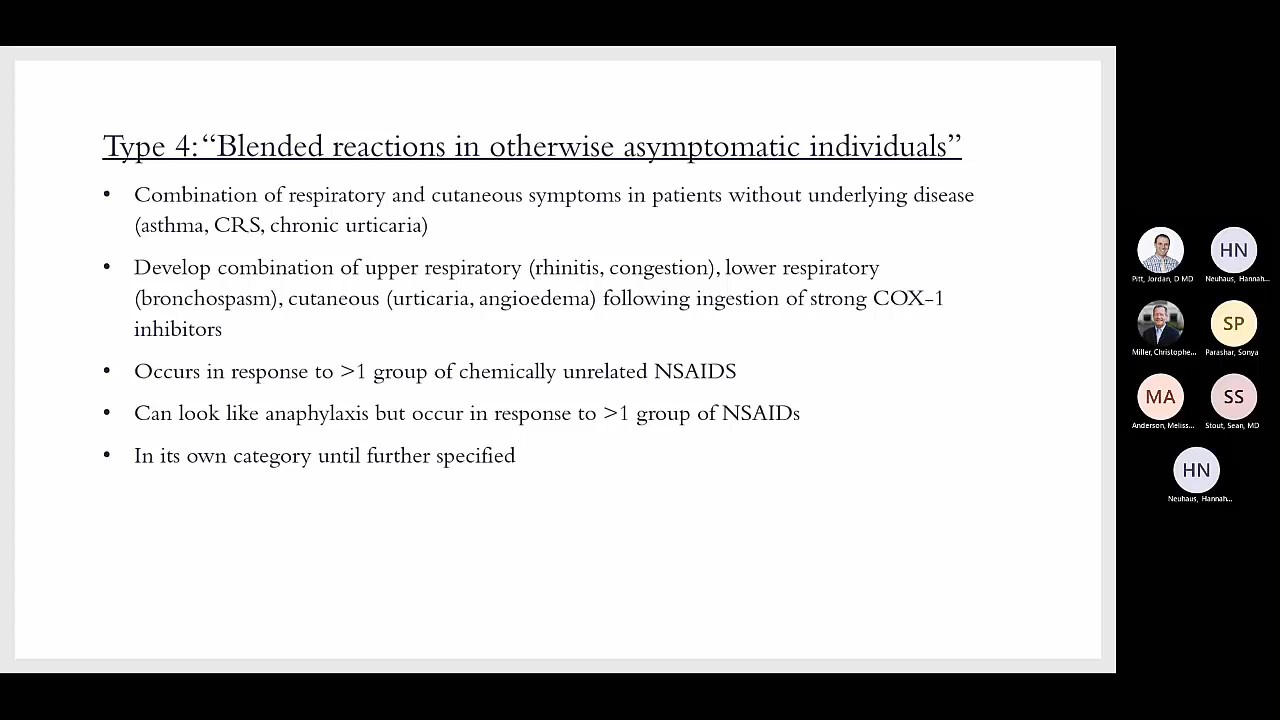 Type 4: “Blended reactions in otherwise asymptomatic individuals”
• Combination of respiratory and cutaneous symptoms in patients without underlying disease
(asthma, CRS, chronic urticaria)
• Develop combination of upper respiratory (rhinitis, congestion), lower respiratory
(bronchospasm), cutaneous (urticaria, angioedema) following ingestion of strong COX-1
inhibitors
• Occurs in response to >1 group of chemically unrelated NSAIDS
• Can look like anaphylaxis but occur in response to >1 group of NSAIDs
• In its own category until further specified
HN
Pitt, Jordan, D MD
Neuhaus, Hannah...
SP
Miller, Christophe...
Parashar, Sonya
MA
SS
Anderson, Meliss...
Stout, Sean, MD
HN
Neuhaus, Hannah...